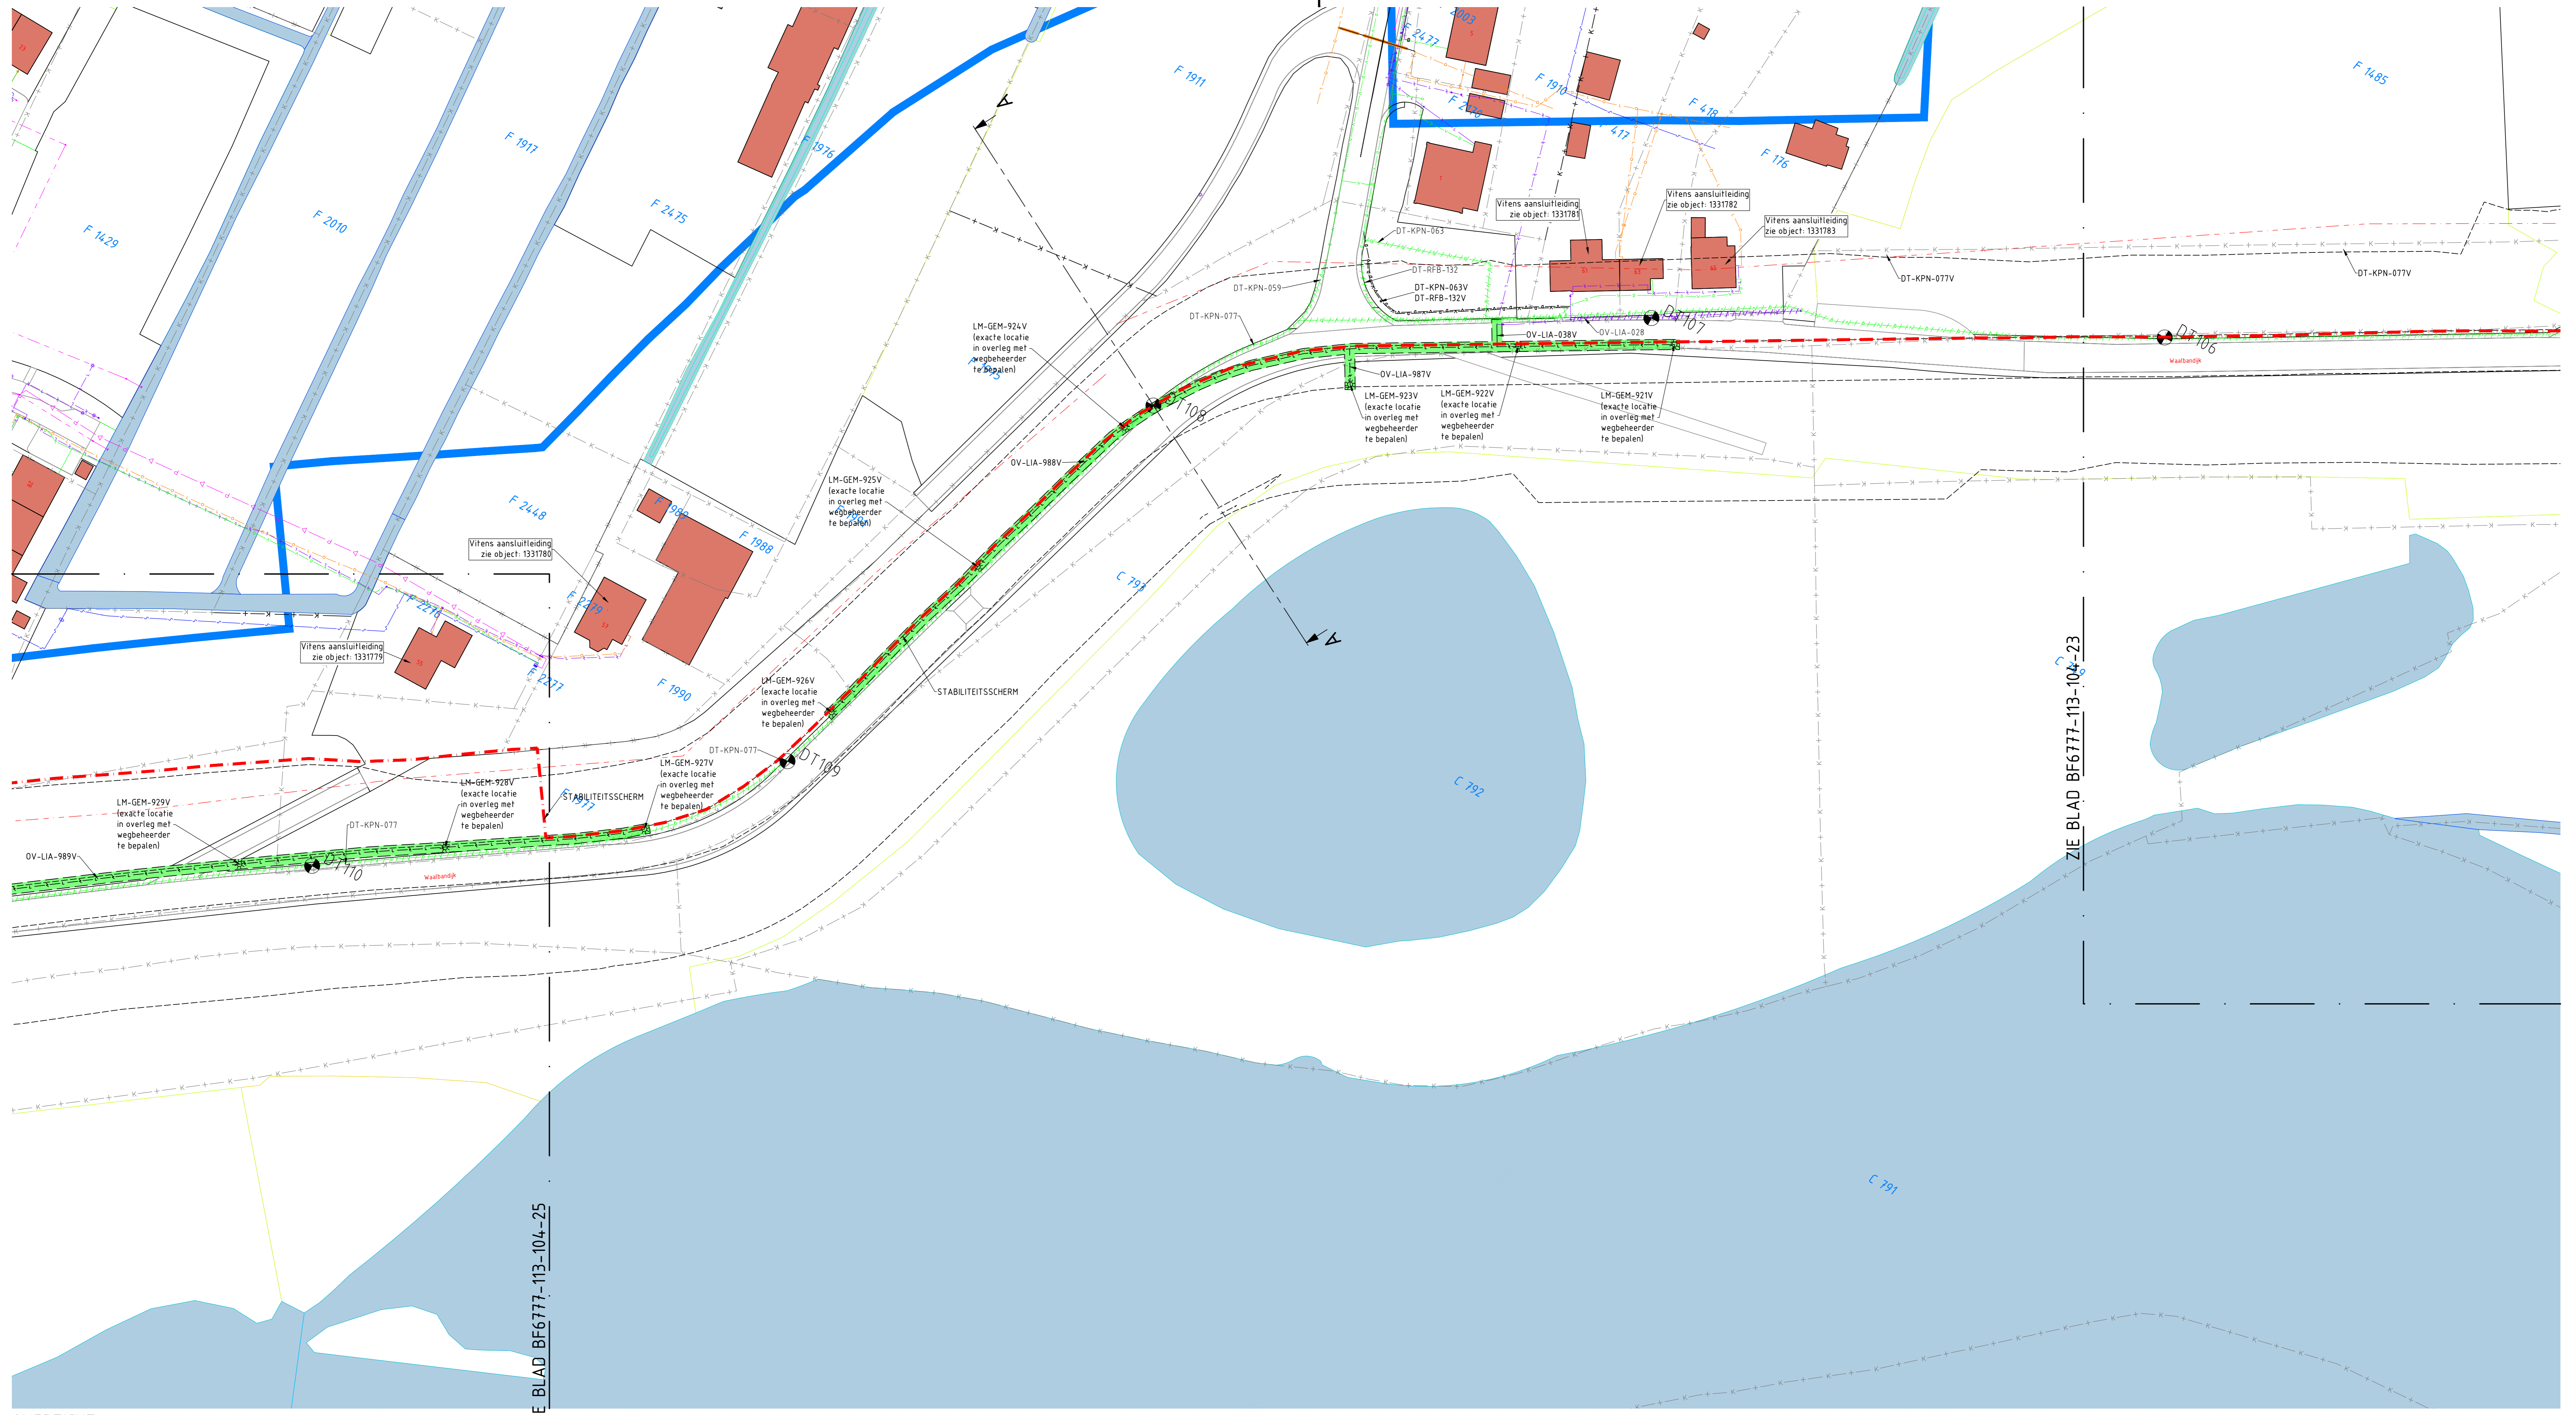 F 2003
F 2477
F 1911
F 1485
F 1910
F 2170
F 418
F 417
F 176
F 1976
F 1917
F 2475
F 2010
F 1429
A
Vitens aansluitleiding
zie object: 1331781
Vitens aansluitleiding
zie object: 1331782
Vitens aansluitleiding
zie object: 1331783
DT-KPN-063
DT-RFB-132
DT-KPN-063V
DT-RFB-132V
DT-KPN-059
DT-KPN-077
DT-KPN-077V
DT-KPN-077V
DT107
OV-LIA-028
OV-LIA-038V
DT106
Waalbandijk
LM-GEM-924V
(exacte locatie
in overleg met
wegbeheerder
te bepalen)
OV-LIA-987V
LM-GEM-923V
(exacte locatie
in overleg met
wegbeheerder
te bepalen)
LM-GEM-922V
(exacte locatie
in overleg met
wegbeheerder
te bepalen)
LM-GEM-921V
(exacte locatie
in overleg met
wegbeheerder
te bepalen)
DT108
OV-LIA-988V
LM-GEM-925V
(exacte locatie
in overleg met
wegbeheerder
te bepalen)
F 2448
F 1989
F 1988
Vitens aansluitleiding
zie object: 1331780
F 2279
57
F 2276
Vitens aansluitleiding
zie object: 1331779
55
F 2277
F 1990
C 793
A
LM-GEM-926V
(exacte locatie
in overleg met
wegbeheerder
te bepalen)
STABILITEITSSCHERM
DT-KPN-077
DT109
LM-GEM-927V
(exacte locatie
in overleg met
wegbeheerder
te bepalen)
STABILITEITSSCHERM
F 1977
LM-GEM-928V
(exacte locatie
in overleg met
wegbeheerder
te bepalen)
LM-GEM-929V
(exacte locatie
in overleg met
wegbeheerder
te bepalen)
DT-KPN-077
OV-LIA-989V
DT110
Waalbandijk
C 792
ZIE BLAD BF6777-113-104-23
C 791
E BLAD BF6777-113-104-25